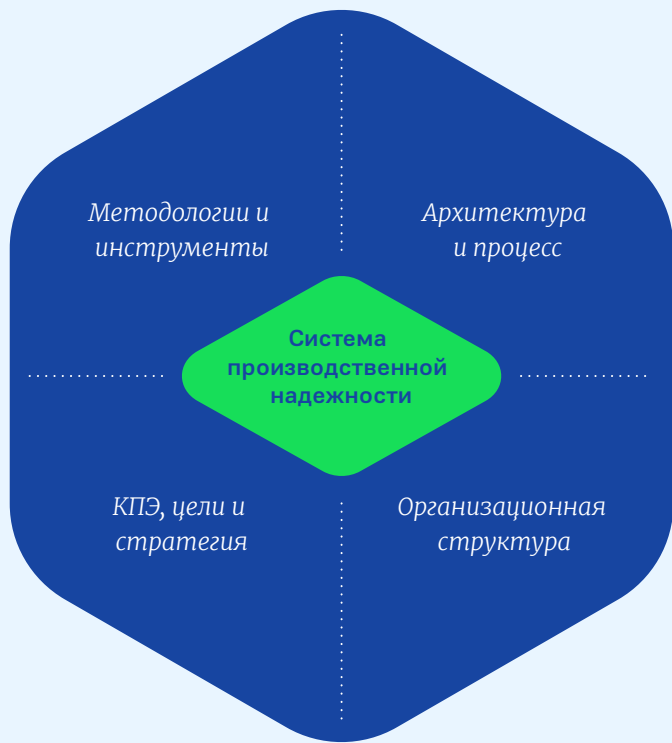 Методологии и
инструменты
Архитектура
и процесс
Система
производственной
надежности
КПЭ, цели и
стратегия
Организационная
структура